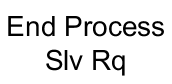 End Process
Slv Rq